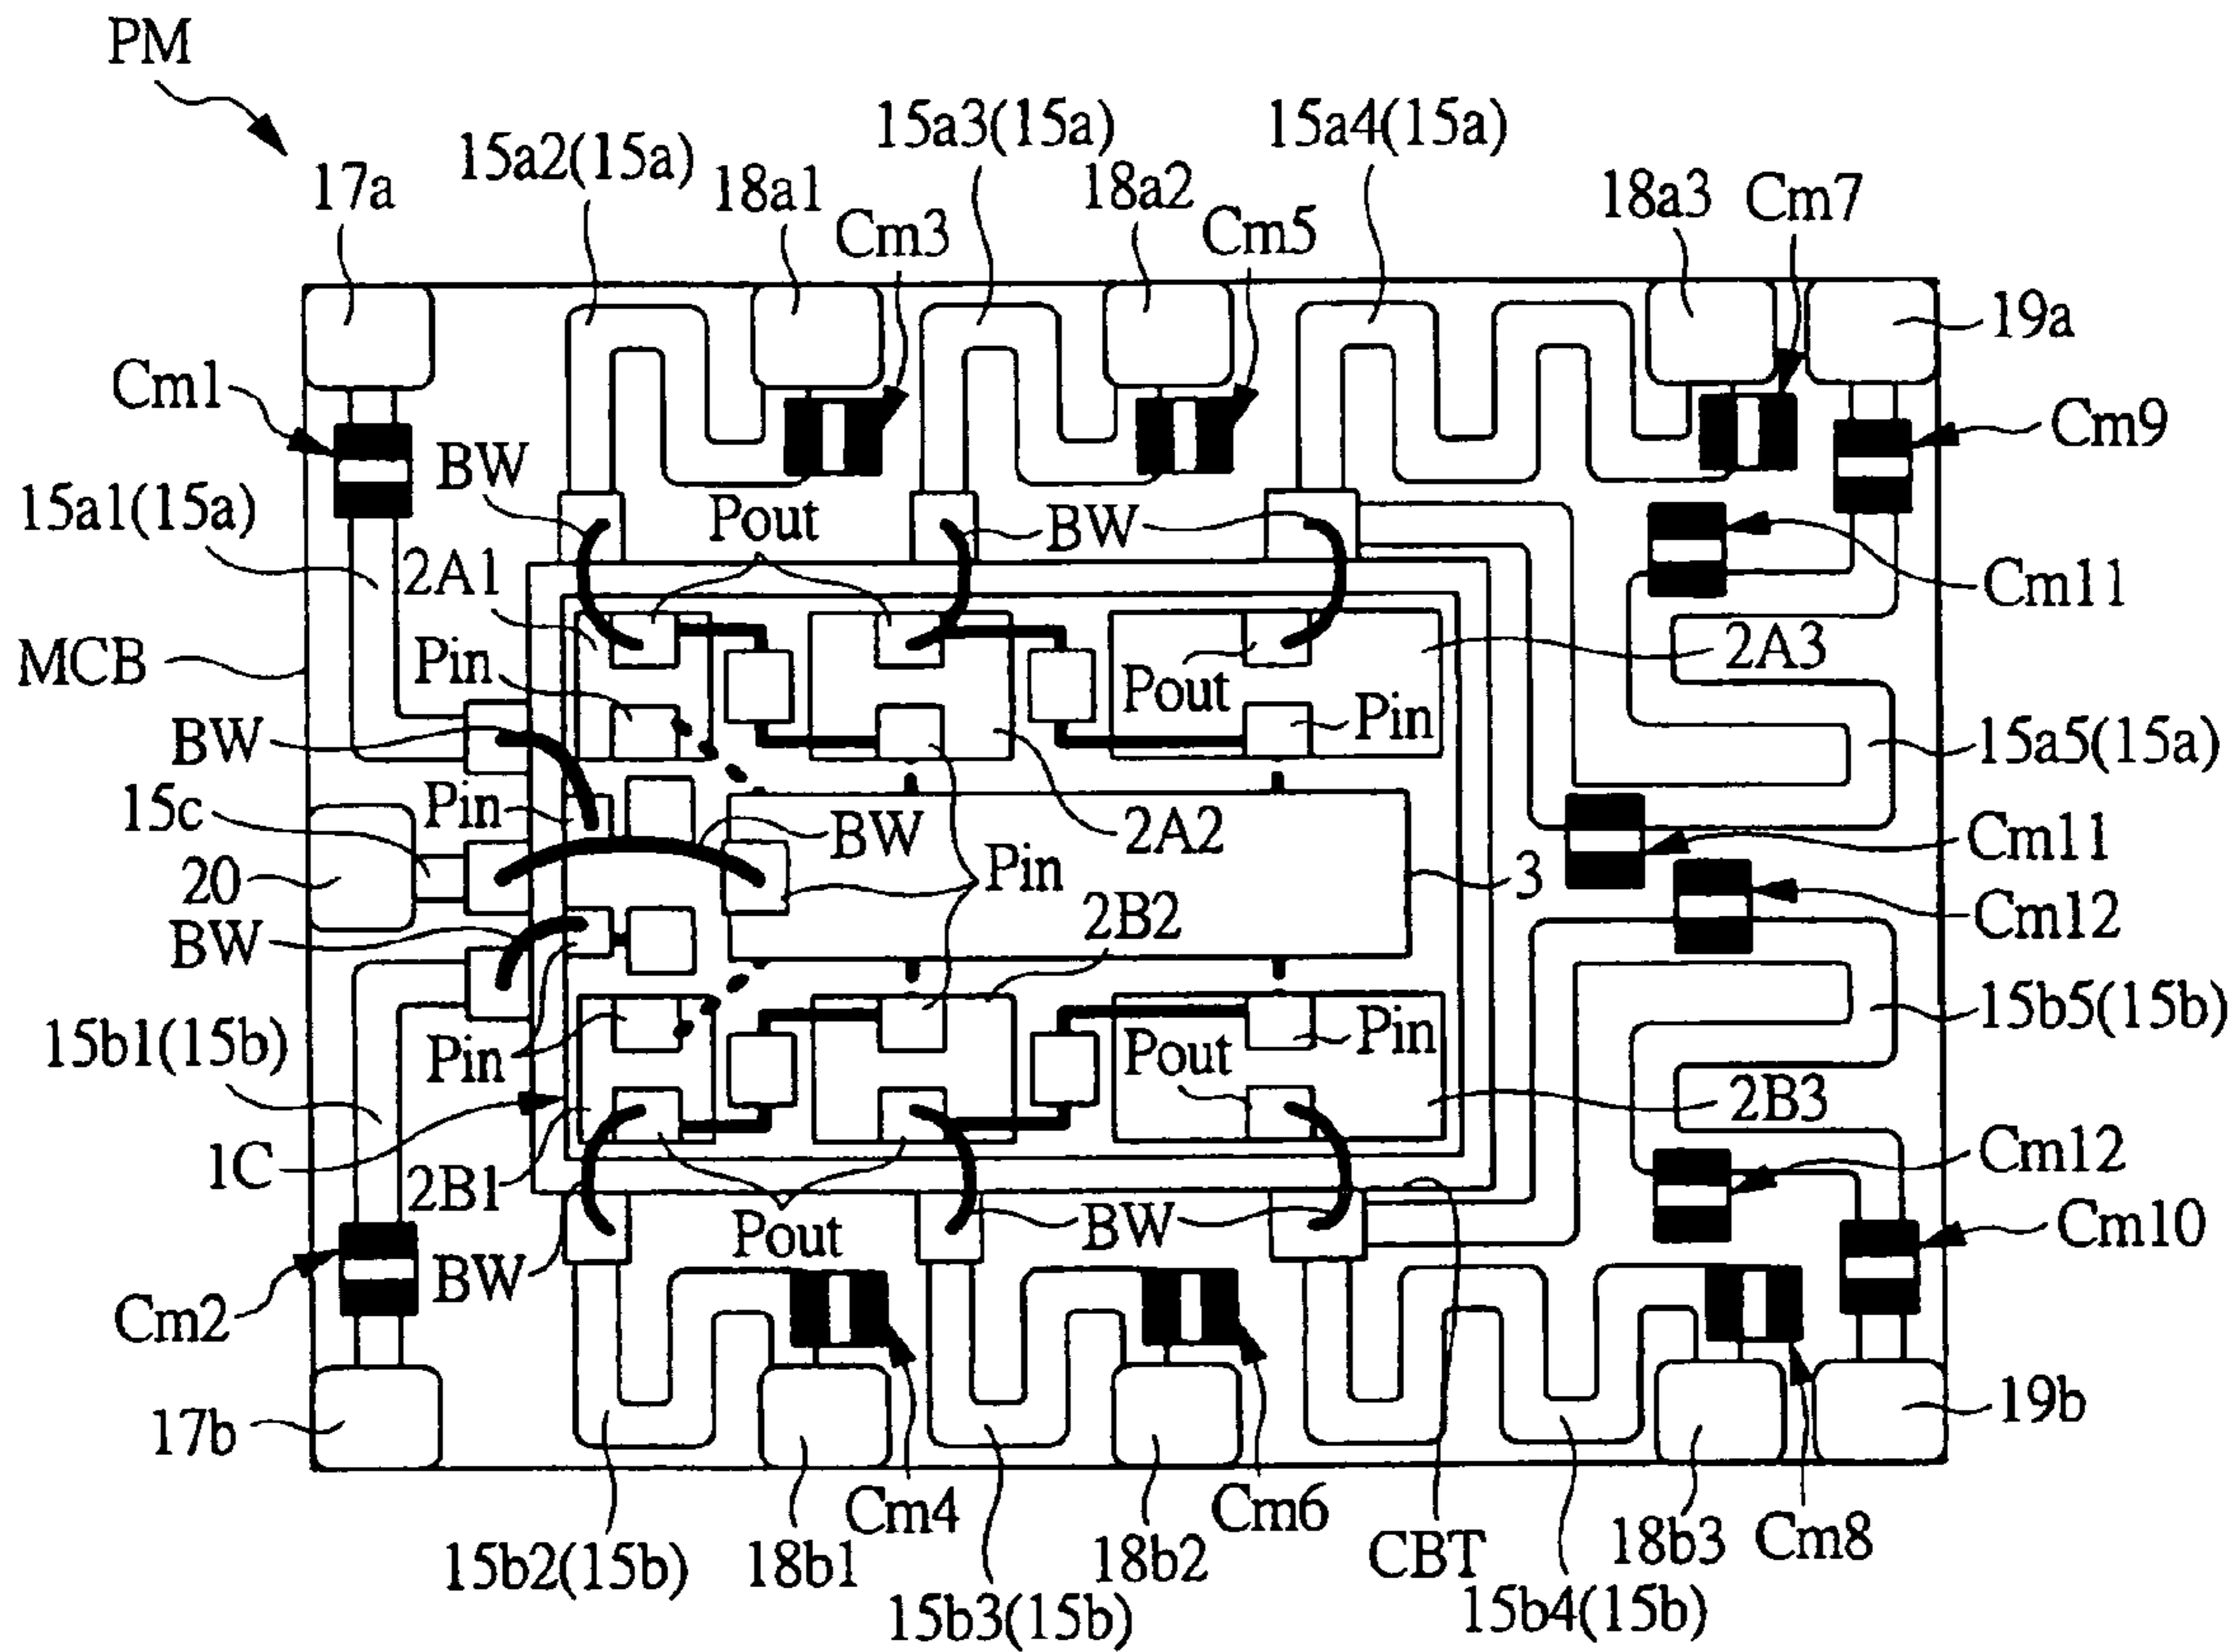 PM
15a3(15a)
15a4(15a)
15a2(15a)
17a
18a1
18a2
18a3
Cm7
Cm3
Cm5
19a
Cm1
Cm9
BW
15a1(15a)
Pout
BW
2A1
Cm11
MCB
Pin
2A3
Pout
Pin
BW
15a5(15a)
15c
Pin
BW
2A2
Cm11
20
Pin
3
BW
2B2
Cm12
15b1(15b)
Pin
Pout
Pin
15b5(15b)
2B3
1C
2B1
Cm12
Pout
BW
Cm10
BW
Cm2
17b
19b
Cm4
Cm6
15b2(15b)
18b1
18b2
CBT
18b3
Cm8
15b3(15b)
15b4(15b)